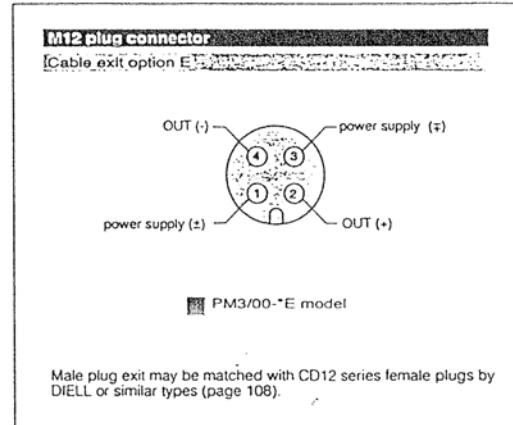 M12 plug connector
Cable exit option E
OUT (-)
power supply (∓)
4 3
1 2
power supply (±)
OUT (+)
PM3/00-*E model
Male plug exit may be matched with CD12 series female plugs by
DIELL or similar types (page 108).